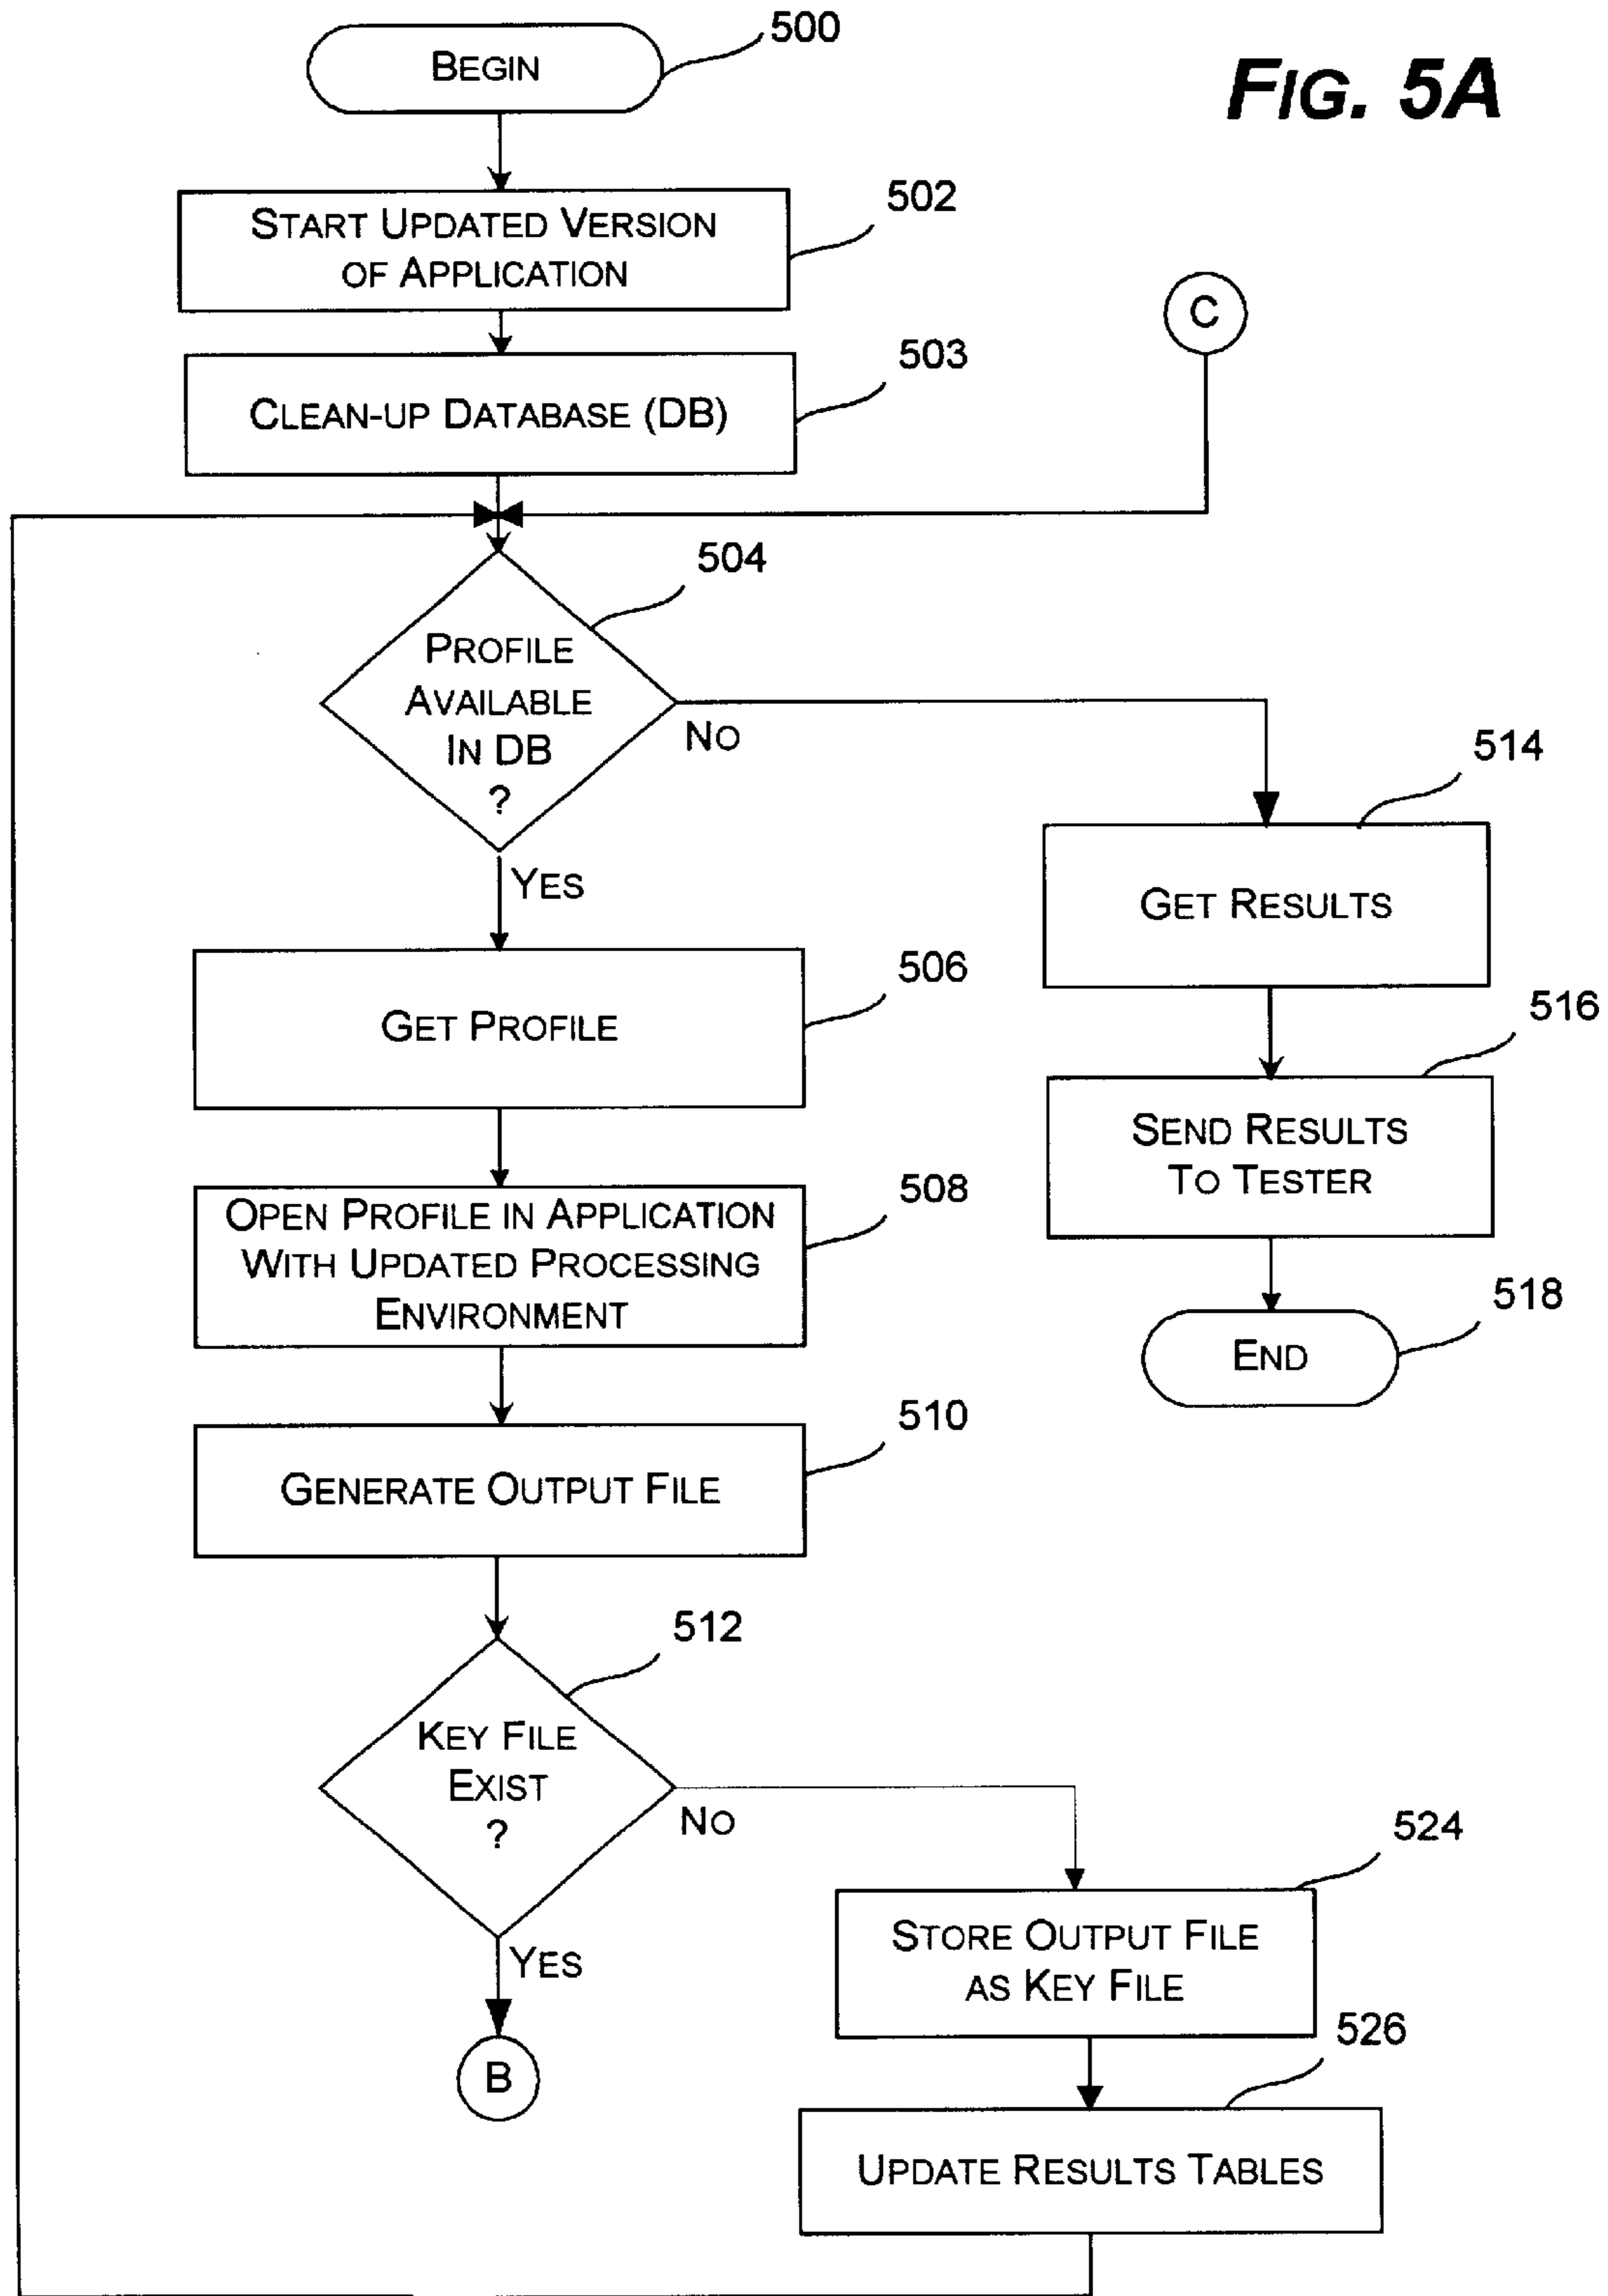 500
BEGIN
FIG. 5A
502
START UPDATED VERSION
OF APPLICATION
C
503
CLEAN-UP DATABASE (DB)
504
PROFILE
AVAILABLE
IN DB
?
NO
YES
514
GET RESULTS
506
GET PROFILE
516
SEND RESULTS
TO TESTER
508
OPEN PROFILE IN APPLICATION
WITH UPDATED PROCESSING
ENVIRONMENT
518
END
510
GENERATE OUTPUT FILE
512
KEY FILE
EXIST
?
NO
YES
524
STORE OUTPUT FILE
AS KEY FILE
B
526
UPDATE RESULTS TABLES